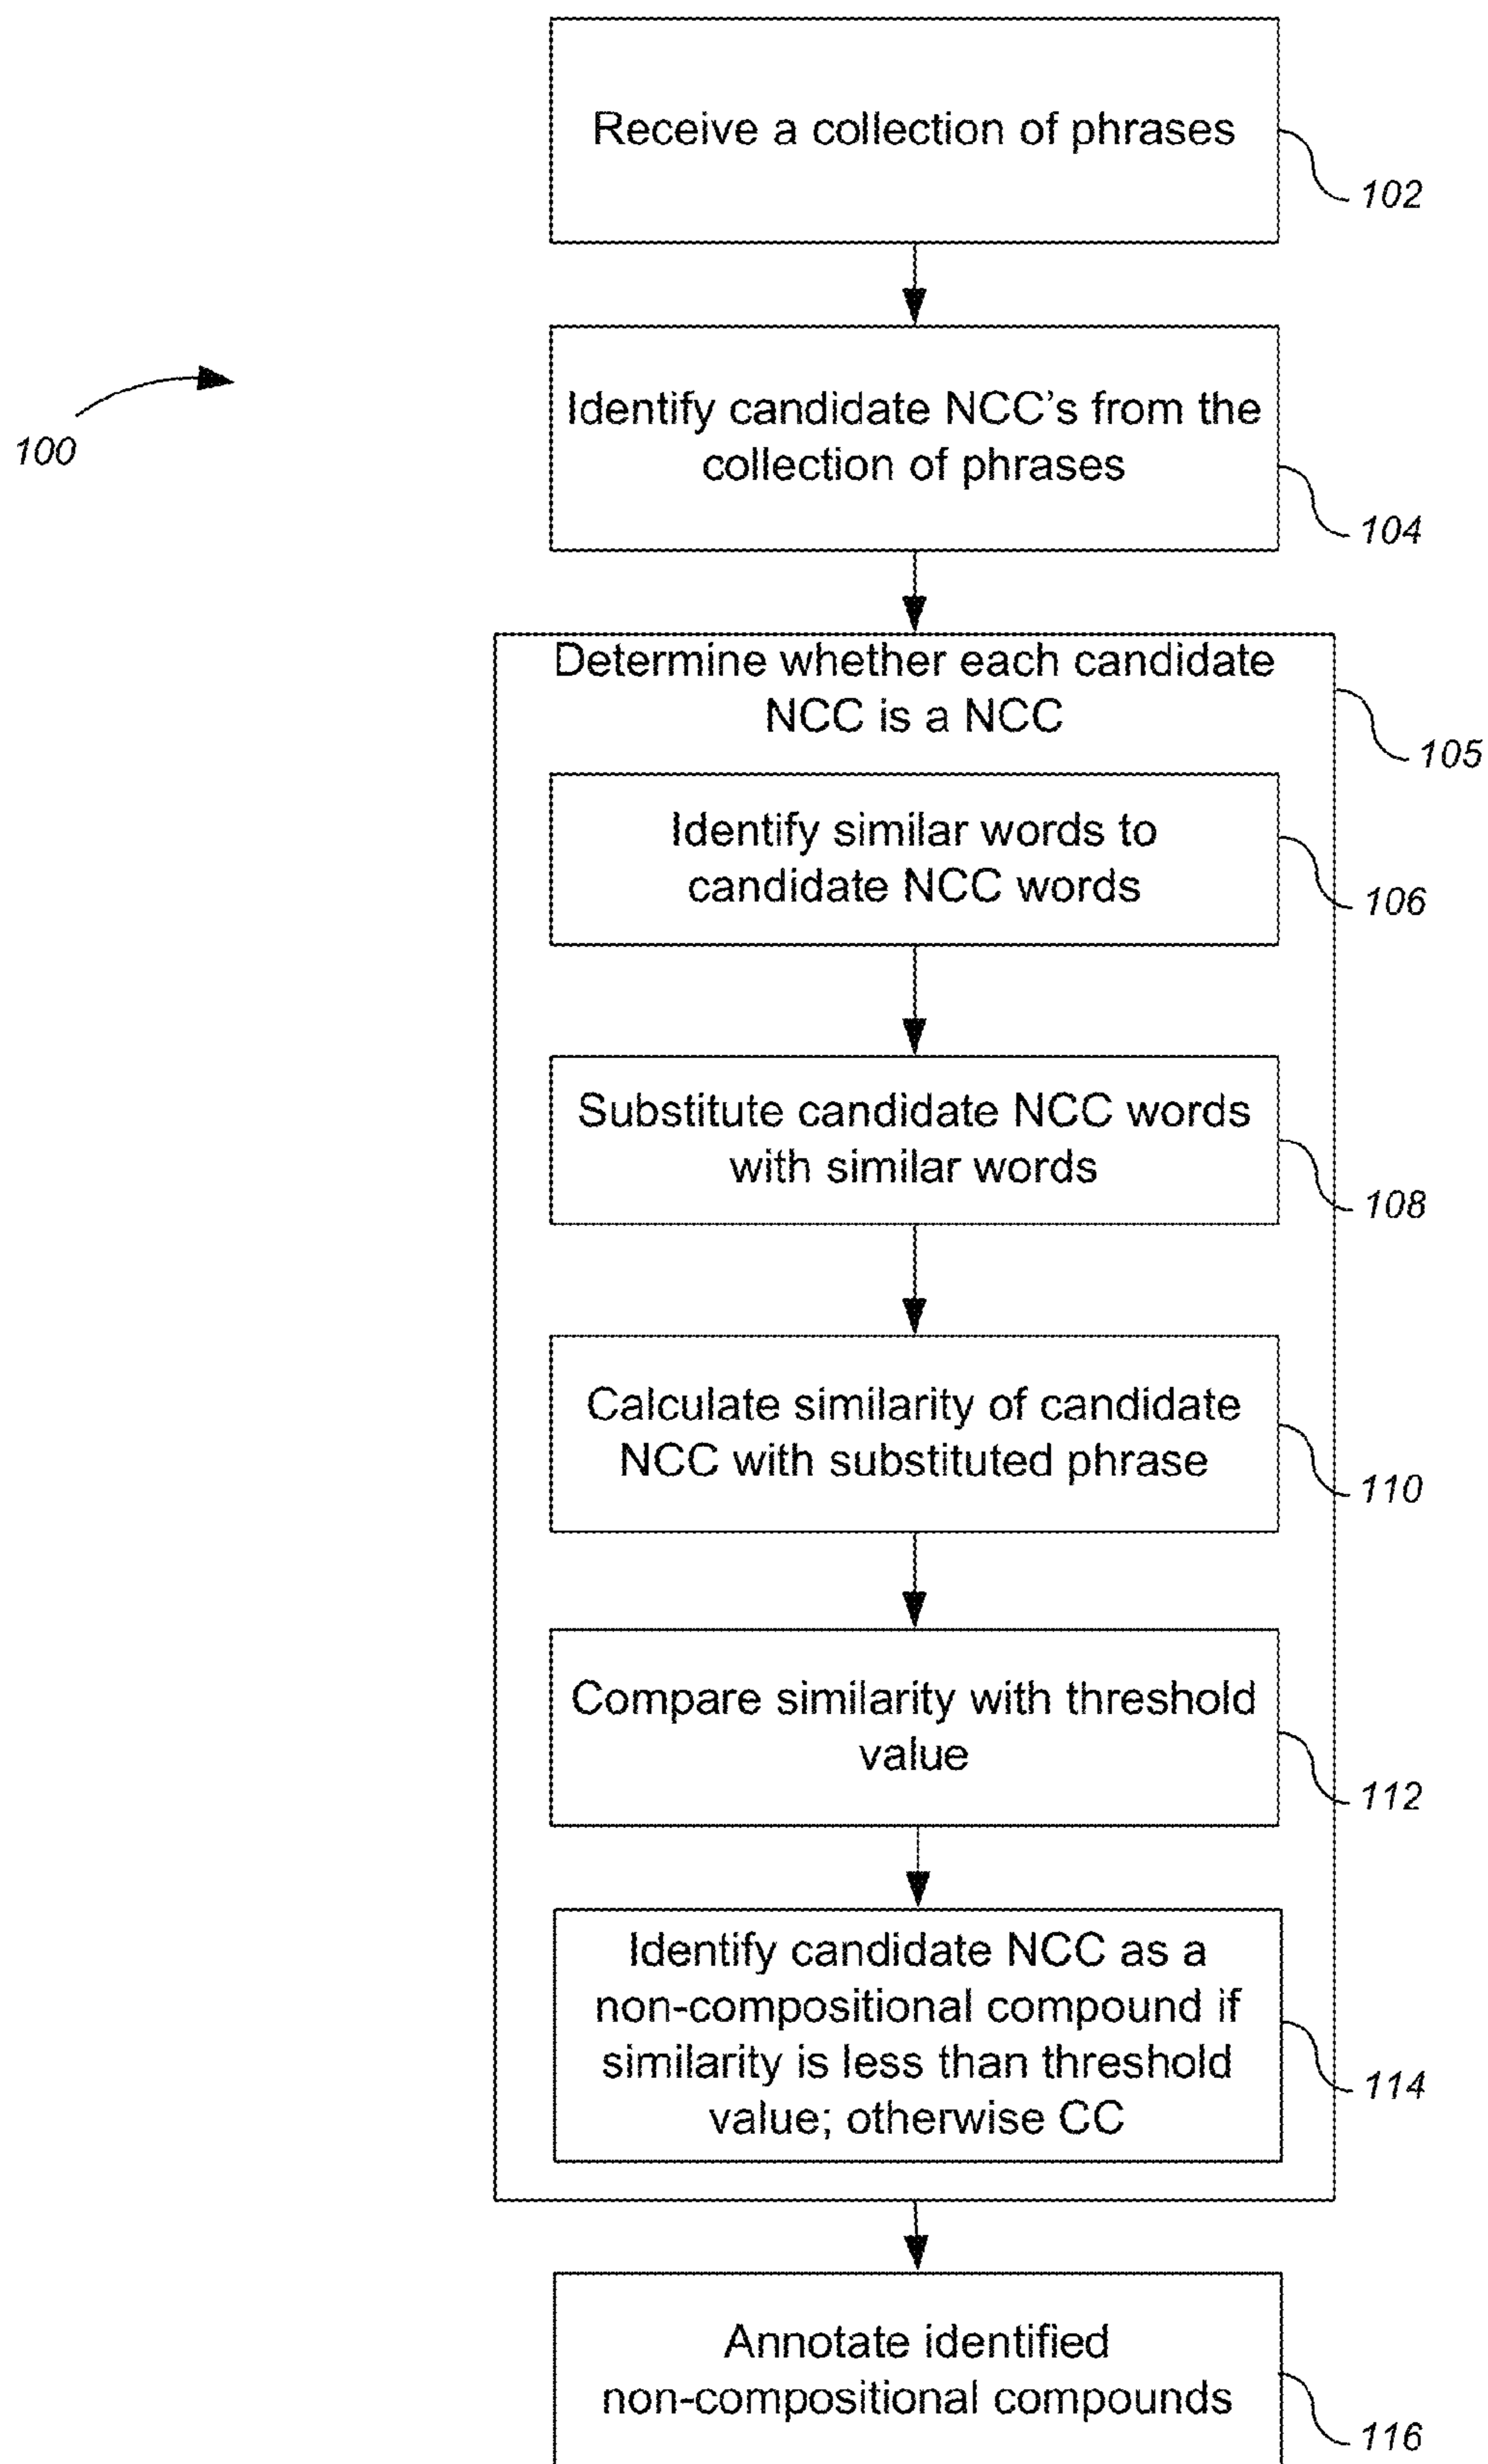 Receive a collection of phrases
102
Identify candidate NCC's from the
collection of phrases
100
104
Determine whether each candidate
NCC is a NCC
105
Identify similar words to
candidate NCC words
106
Substitute candidate NCC words
with similar words
108
Calculate similarity of candidate
NCC with substituted phrase
110
Compare similarity with threshold
value
112
Identify candidate NCC as a
non-compositional compound if
similarity is less than threshold
value; otherwise CC
114
Annotate identified
non-compositional compounds
116